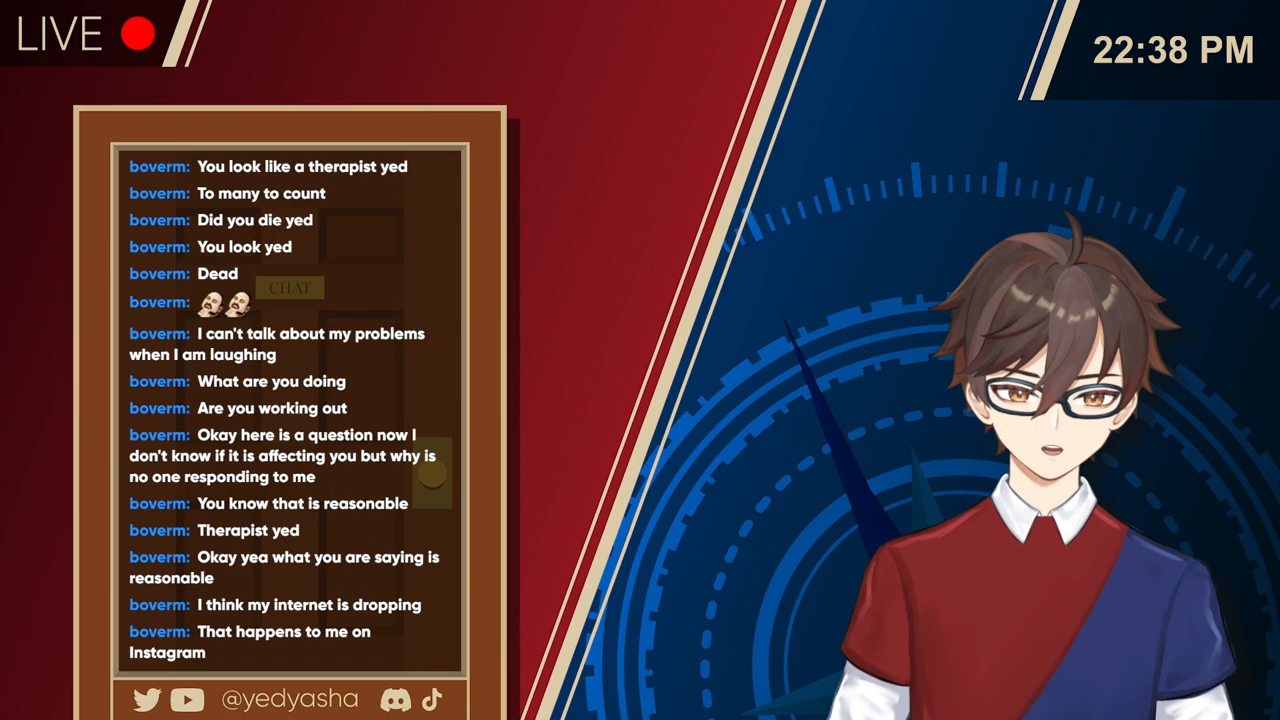 LIVE
22:38 PM
boverm: You look like a therapist yed
boverm: To many to count
boverm: Did you die yed
boverm: You look yed
boverm: Dead
CHAT
boverm:
boverm: I can't talk about my problems
when I am laughing
boverm: What are you doing
boverm: Are you working out
boverm: Okay here is a question now I
don't know if it is affecting you but why is
no one responding to me
boverm: You know that is reasonable
boverm: Therapist yed
boverm: Okay yea what you are saying is
reasonable
boverm: I think my internet is dropping
boverm: That happens to me on
Instagram
@yedyasha